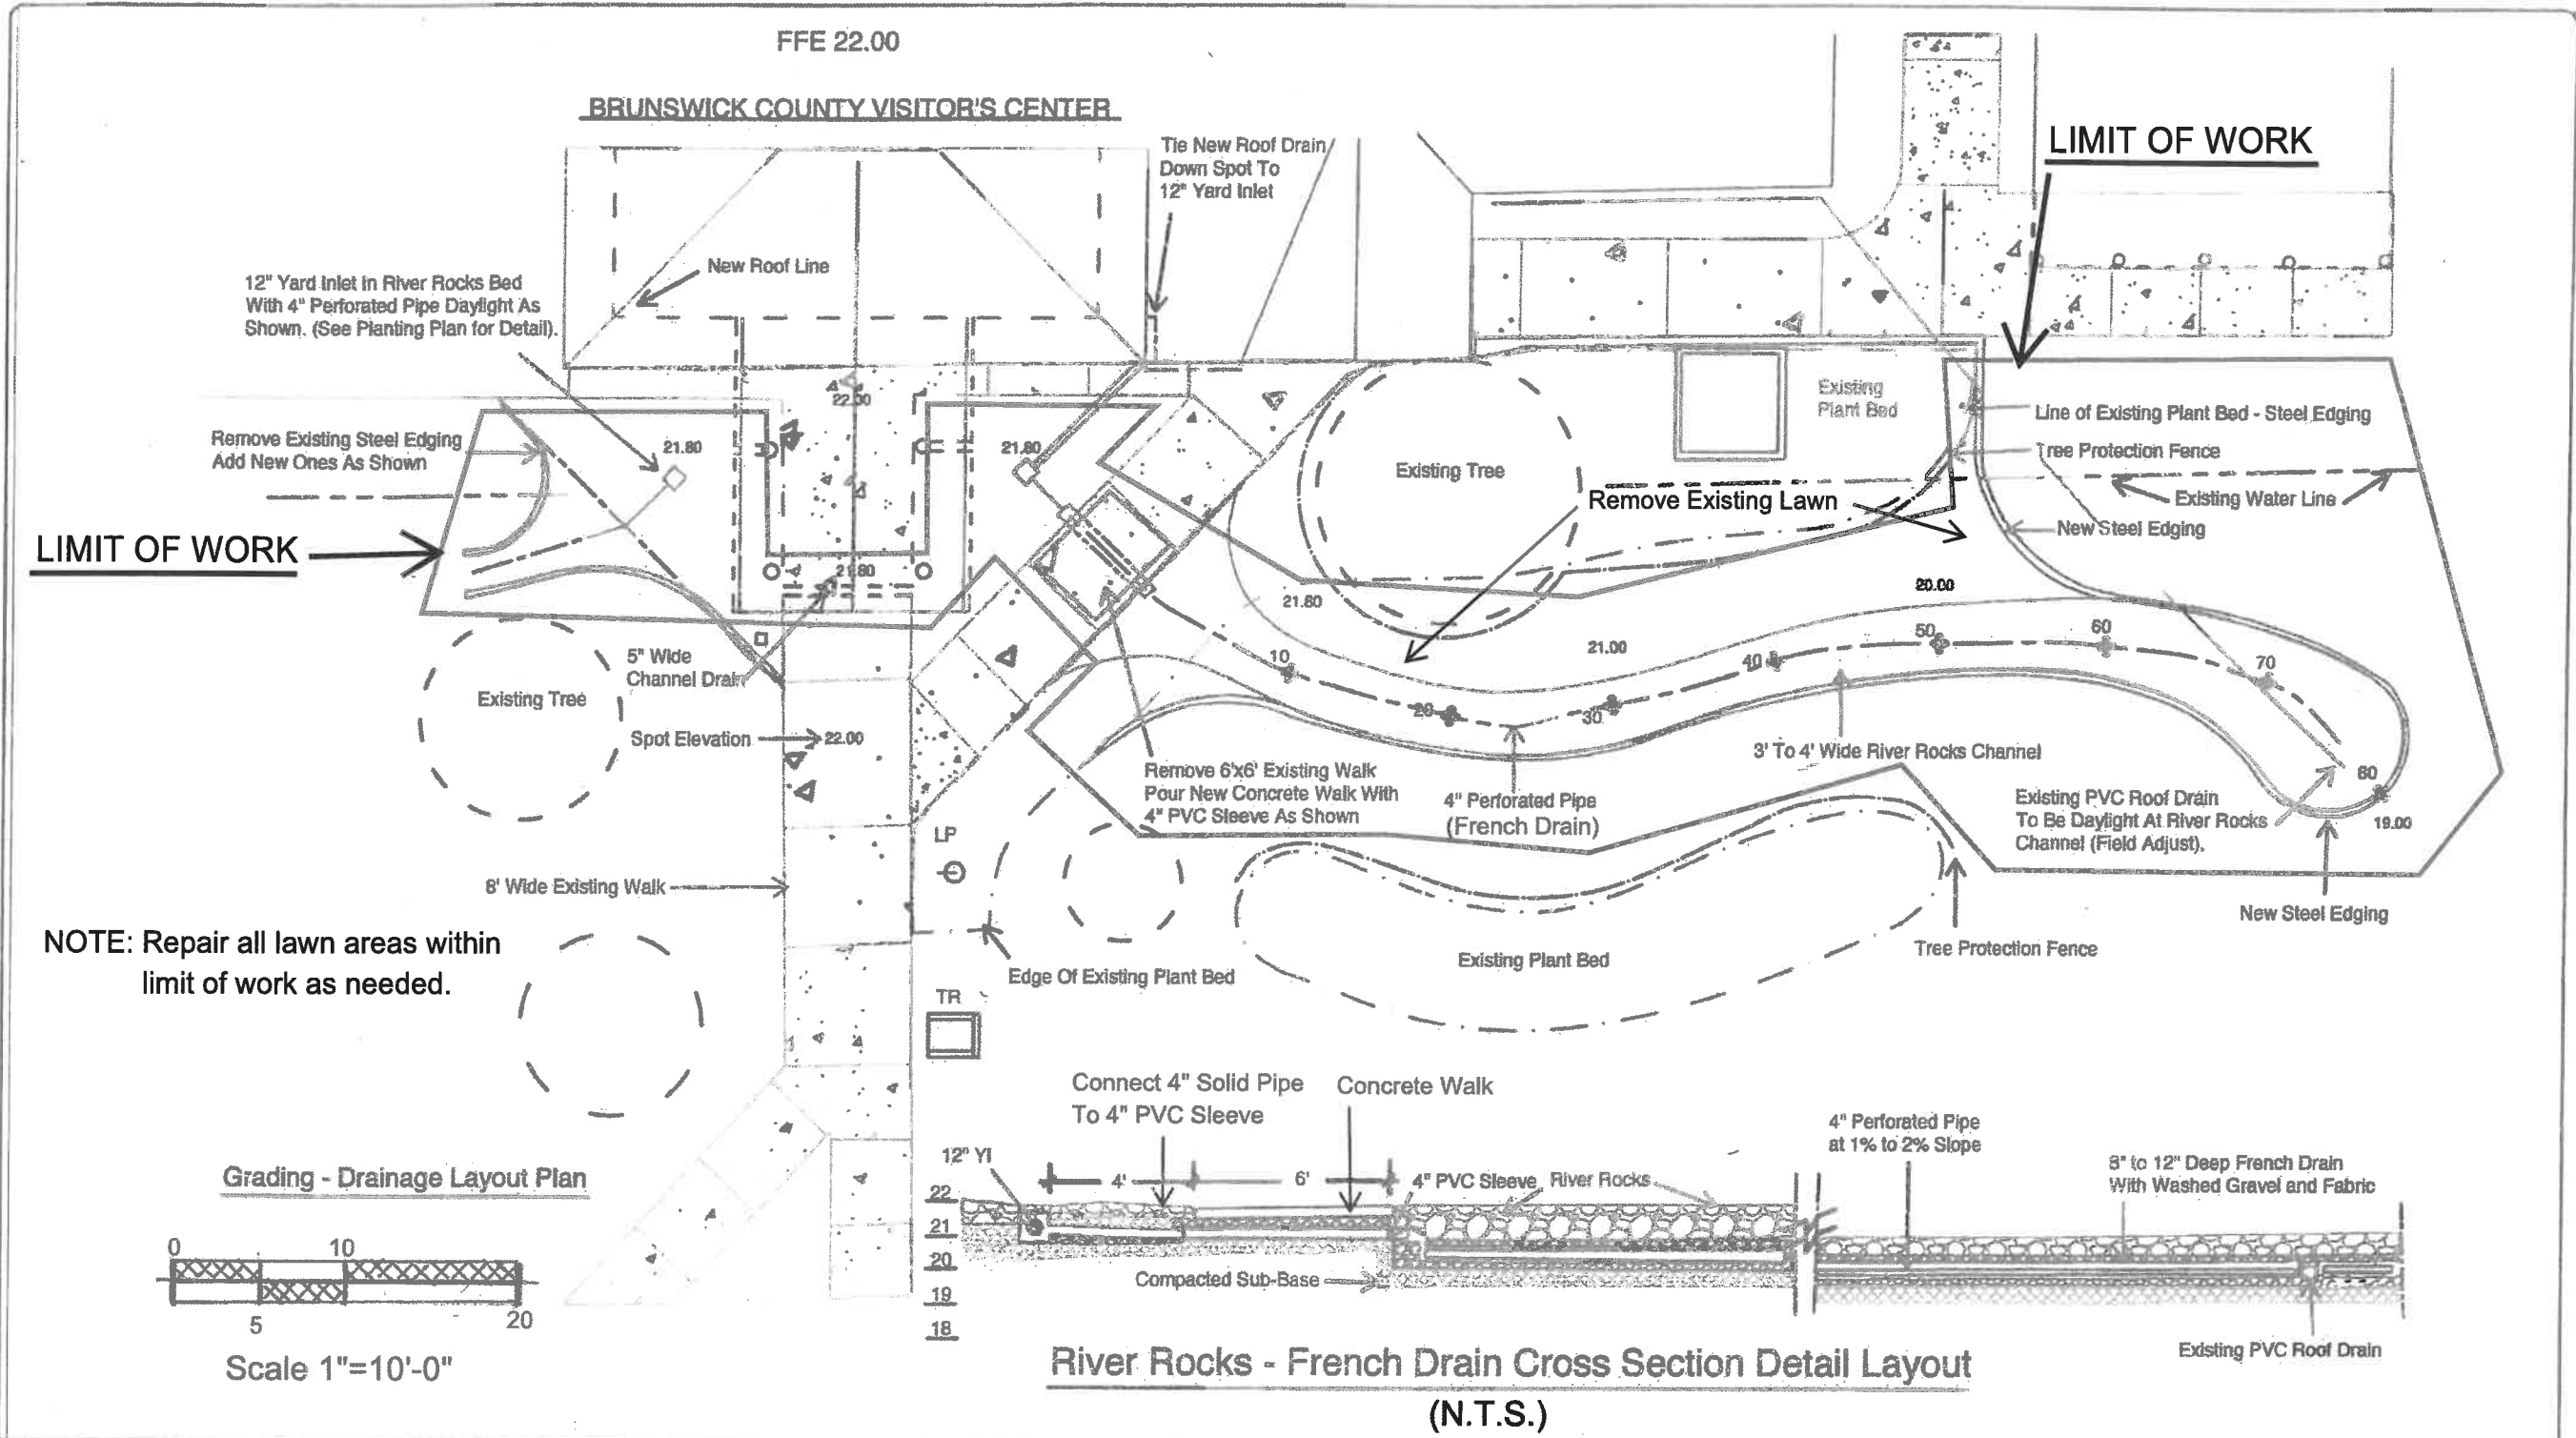 FFE 22.00
BRUNSWICK COUNTY VISITOR'S CENTER
Tie New Roof Drain
Down Spot To
12" Yard Inlet
LIMIT OF WORK
New Roof Line
12" Yard Inlet In River Rocks Bed
With 4" Perforated Pipe Daylight As
Shown. (See Planting Plan for Detail).
22.00
Existing
Plant Bed
Line of Existing Plant Bed - Steel Edging
Remove Existing Steel Edging
Add New Ones As Shown
21.80
21.80
Tree Protection Fence
Existing Tree
Remove Existing Lawn
Existing Water Line
New Steel Edging
LIMIT OF WORK
21.80
21.80
20.00
21.00
10
20
30
40
50
60
70
80
5" Wide
Channel Drain
Existing Tree
Spot Elevation
22.00
3' To 4' Wide River Rocks Channel
Remove 6'x6' Existing Walk
Pour New Concrete Walk With
4" PVC Sleeve As Shown
4" Perforated Pipe
(French Drain)
Existing PVC Roof Drain
To Be Daylight At River Rocks
Channel (Field Adjust).
19.00
LP
8' Wide Existing Walk
New Steel Edging
NOTE: Repair all lawn areas within
limit of work as needed.
Tree Protection Fence
Existing Plant Bed
Edge Of Existing Plant Bed
TR
Connect 4" Solid Pipe
To 4" PVC Sleeve
Concrete Walk
4" Perforated Pipe
at 1% to 2% Slope
12" YI
4'
6'
4" PVC Sleeve
River Rocks
8" to 12" Deep French Drain
With Washed Gravel and Fabric
Grading - Drainage Layout Plan
22
21
20
19
18
Compacted Sub-Base
0
10
5
20
Scale 1"=10'-0"
Existing PVC Roof Drain
River Rocks - French Drain Cross Section Detail Layout
(N.T.S.)